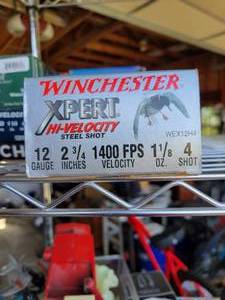 WINCHESTER
XPERT
HI-VELOCITY
STEEL SHOT
WEX12H4
12 2 3/4 1400 FPS 1 1/8 4
GAUGE INCHES VELOCITY OZ. SHOT